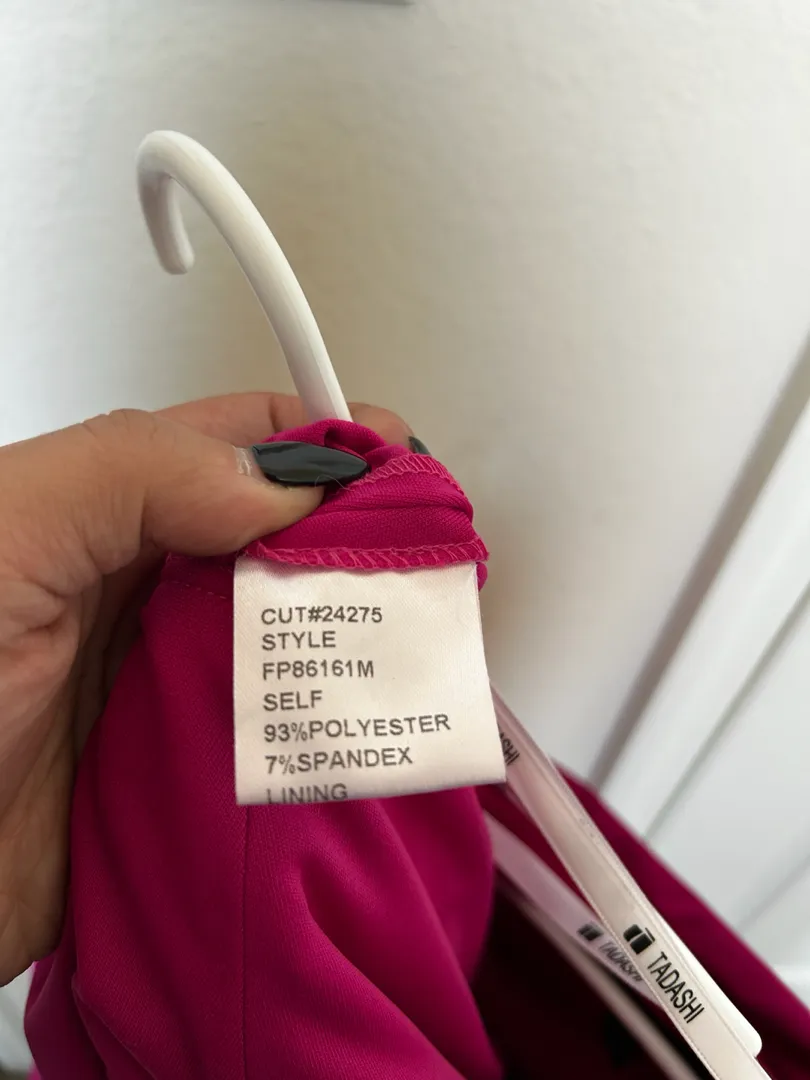 CUT#24275
STYLE
FP86161M
SELF
93%POLYESTER
7%SPANDEX
LINING
TADASHI
TADASHI